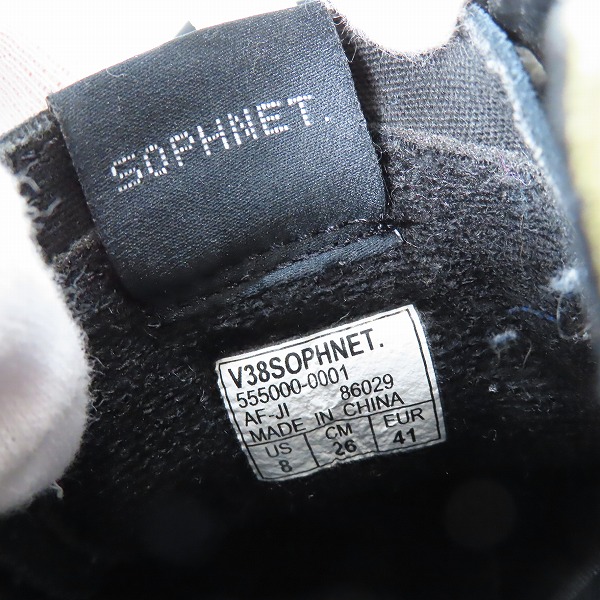 SOPHNET.
V38SOPHNET.
555000-0001
AF-JI 86029
MADE IN CHINA
US CM EUR
8 26 41